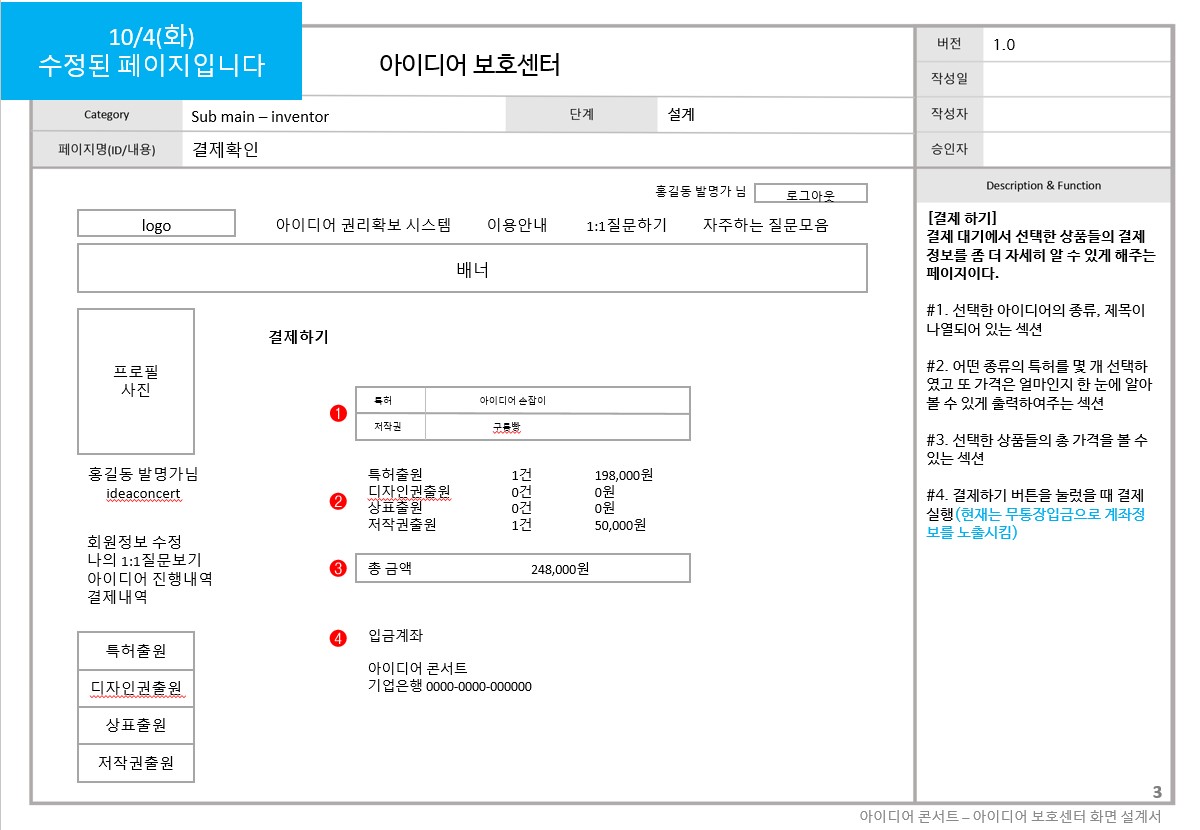 10/4(화)
수정된 페이지입니다
아이디어 보호센터
버전 1.0
작성일
작성자
승인자
Category Sub main – inventor 단계 설계
페이지명(ID/내용) 결제확인
홍길동 발명가 님 로그아웃
logo 아이디어 권리확보 시스템 이용안내 1:1질문하기 자주하는 질문모음
배너
프로필
사진
홍길동 발명가님
ideaconcert
회원정보 수정
나의 1:1질문보기
아이디어 진행내역
결제내역
특허출원
디자인권출원
상표출원
저작권출원
결제하기
1
특허 아이디어 손잡이
저작권 구름빵
2
특허출원 1건 198,000원
디자인권출원 0건 0원
상표출원 0건 0원
저작권출원 1건 50,000원
3 총 금액 248,000원
4 입금계좌
아이디어 콘서트
기업은행 0000-0000-000000
Description & Function
[결제 하기]
결제 대기에서 선택한 상품들의 결제
정보를 좀 더 자세히 알 수 있게 해주는
페이지이다.
#1. 선택한 아이디어의 종류, 제목이
나열되어 있는 섹션
#2. 어떤 종류의 특허를 몇 개 선택하
였고 또 가격은 얼마인지 한 눈에 알아
볼 수 있게 출력하여주는 섹션
#3. 선택한 상품들의 총 가격을 볼 수
있는 섹션
#4. 결제하기 버튼을 눌렀을 때 결제
실행(현재는 무통장입금으로 계좌정
보를 노출시킴)
3
아이디어 콘서트 – 아이디어 보호센터 화면 설계서